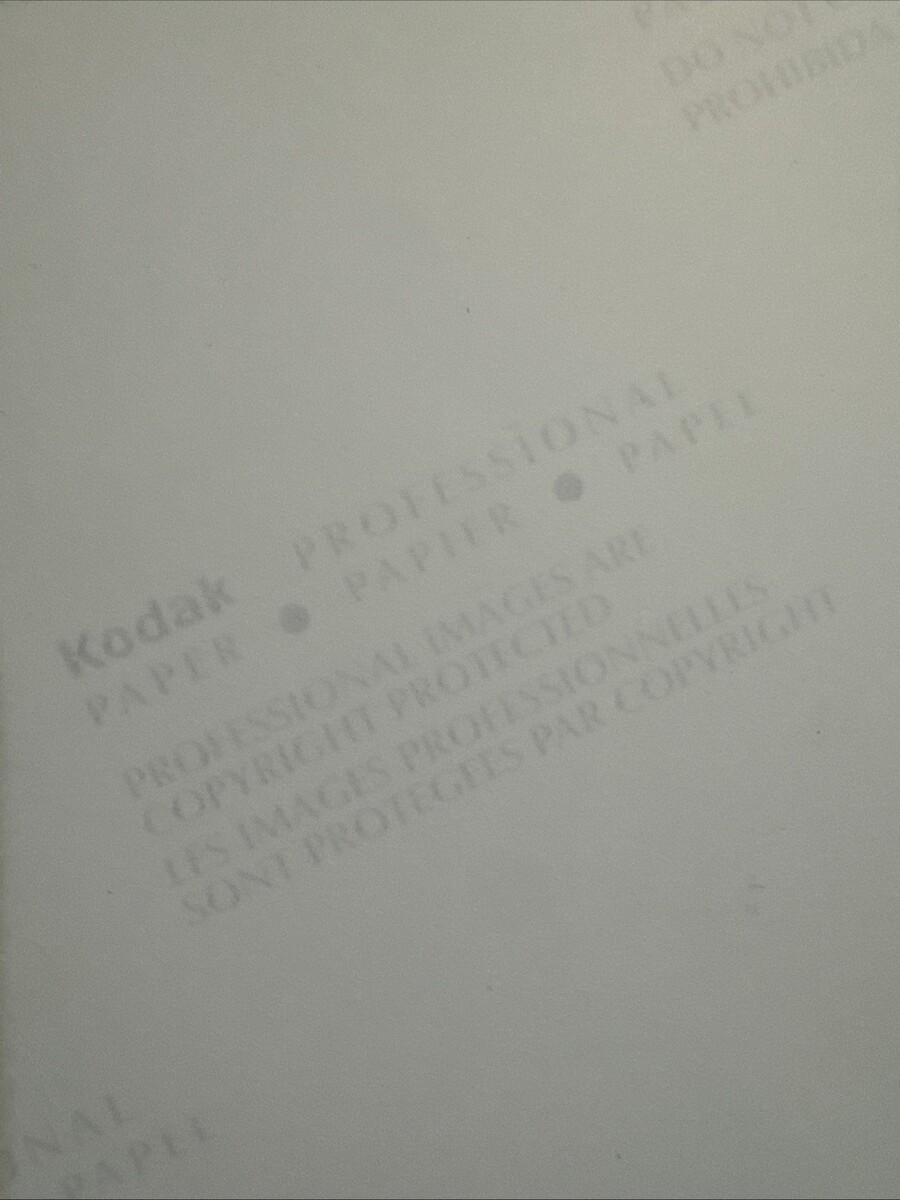 DO NOT
PROHIBIDA
Kodak PROFESSIONAL
PAPER ● PAPIER ● PAPEL
PROFESSIONAL IMAGES ARE
COPYRIGHT PROTECTED
LES IMAGES PROFESSIONNELLES
SONT PROTEGEES PAR COPYRIGHT
NAL
PAPEL